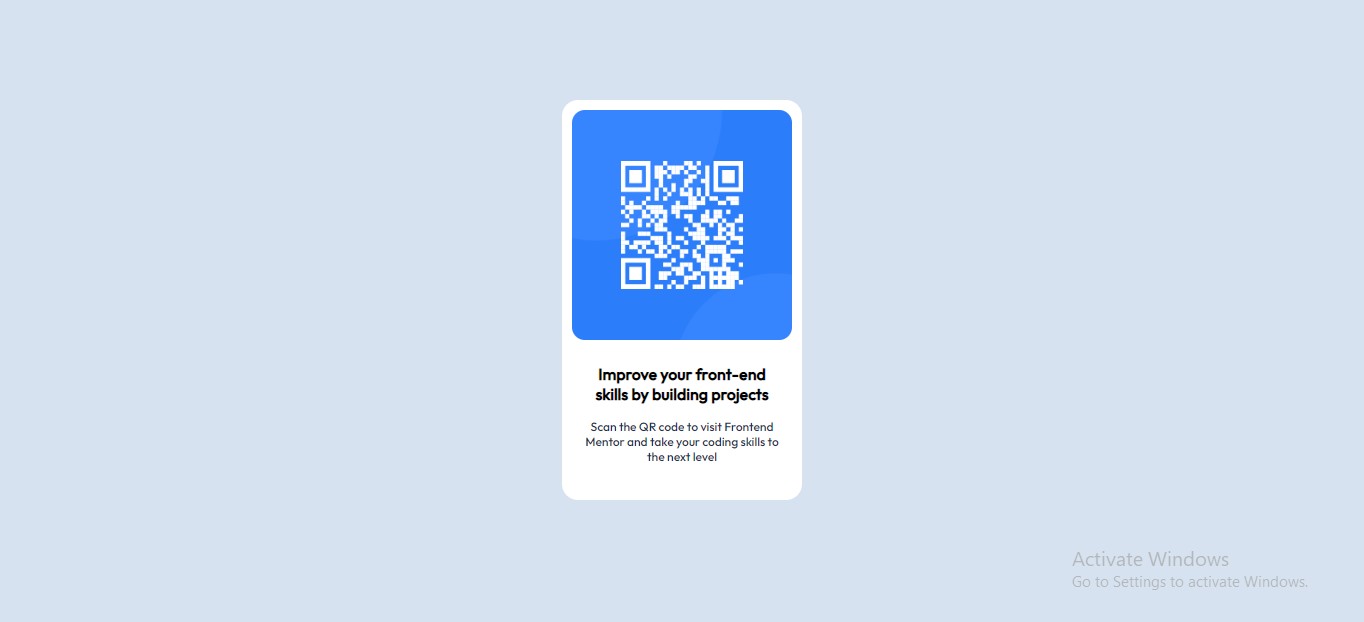 Improve your front-end
skills by building projects
Scan the QR code to visit Frontend
Mentor and take your coding skills to
the next level
Activate Windows
Go to Settings to activate Windows.